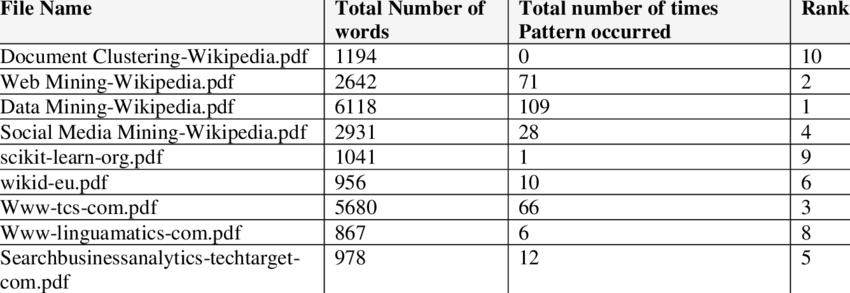 File Name Total Number of words Total number of times Pattern occurred Rank
Document Clustering-Wikipedia.pdf 1194 0 10
Web Mining-Wikipedia.pdf 2642 71 2
Data Mining-Wikipedia.pdf 6118 109 1
Social Media Mining-Wikipedia.pdf 2931 28 4
scikit-learn-org.pdf 1041 1 9
wikid-eu.pdf 956 10 6
Www-tcs-com.pdf 5680 66 3
Www-linguamatics-com.pdf 867 6 8
Searchbusinessanalytics-techtarget- 978 12 5
com.pdf